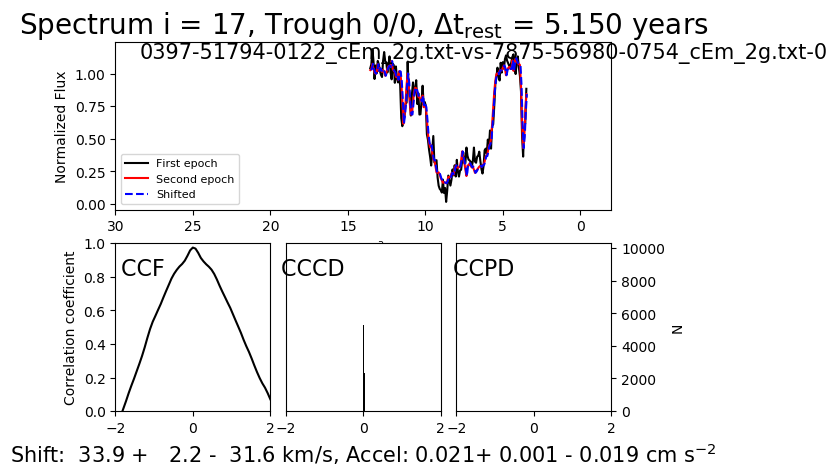 Spectrum i = 17, Trough 0/0, Δt_rest = 5.150 years
0397-51794-0122_cEm_2g.txt-vs-7875-56980-0754_cEm_2g.txt-0
Normalized Flux
1.00
0.75
0.50
0.25
0.00
First epoch
Second epoch
Shifted
30 25 20 15 10 5 0
Correlation coefficient
1.0
0.8
0.6
0.4
0.2
0.0
CCF
CCCD
CCPD
10000
8000
6000
4000
2000
0
N
−2 0 2
−2 0 2
−2 0 2
Shift: 33.9 + 2.2 - 31.6 km/s, Accel: 0.021+ 0.001 - 0.019 cm s⁻²